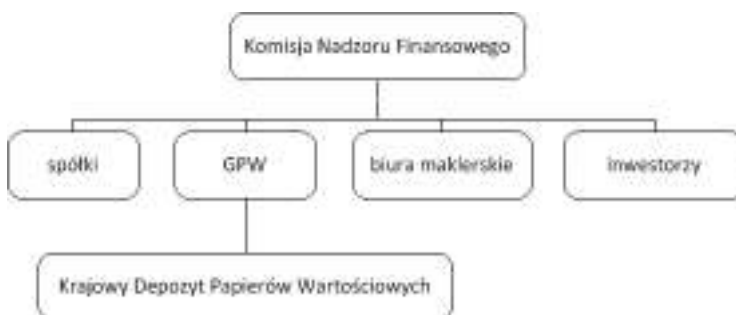 Komisja Nadzoru Finansowego
spółki
GPW
biura maklerskie
inwestorzy
Krajowy Depozyt Papierów Wartościowych